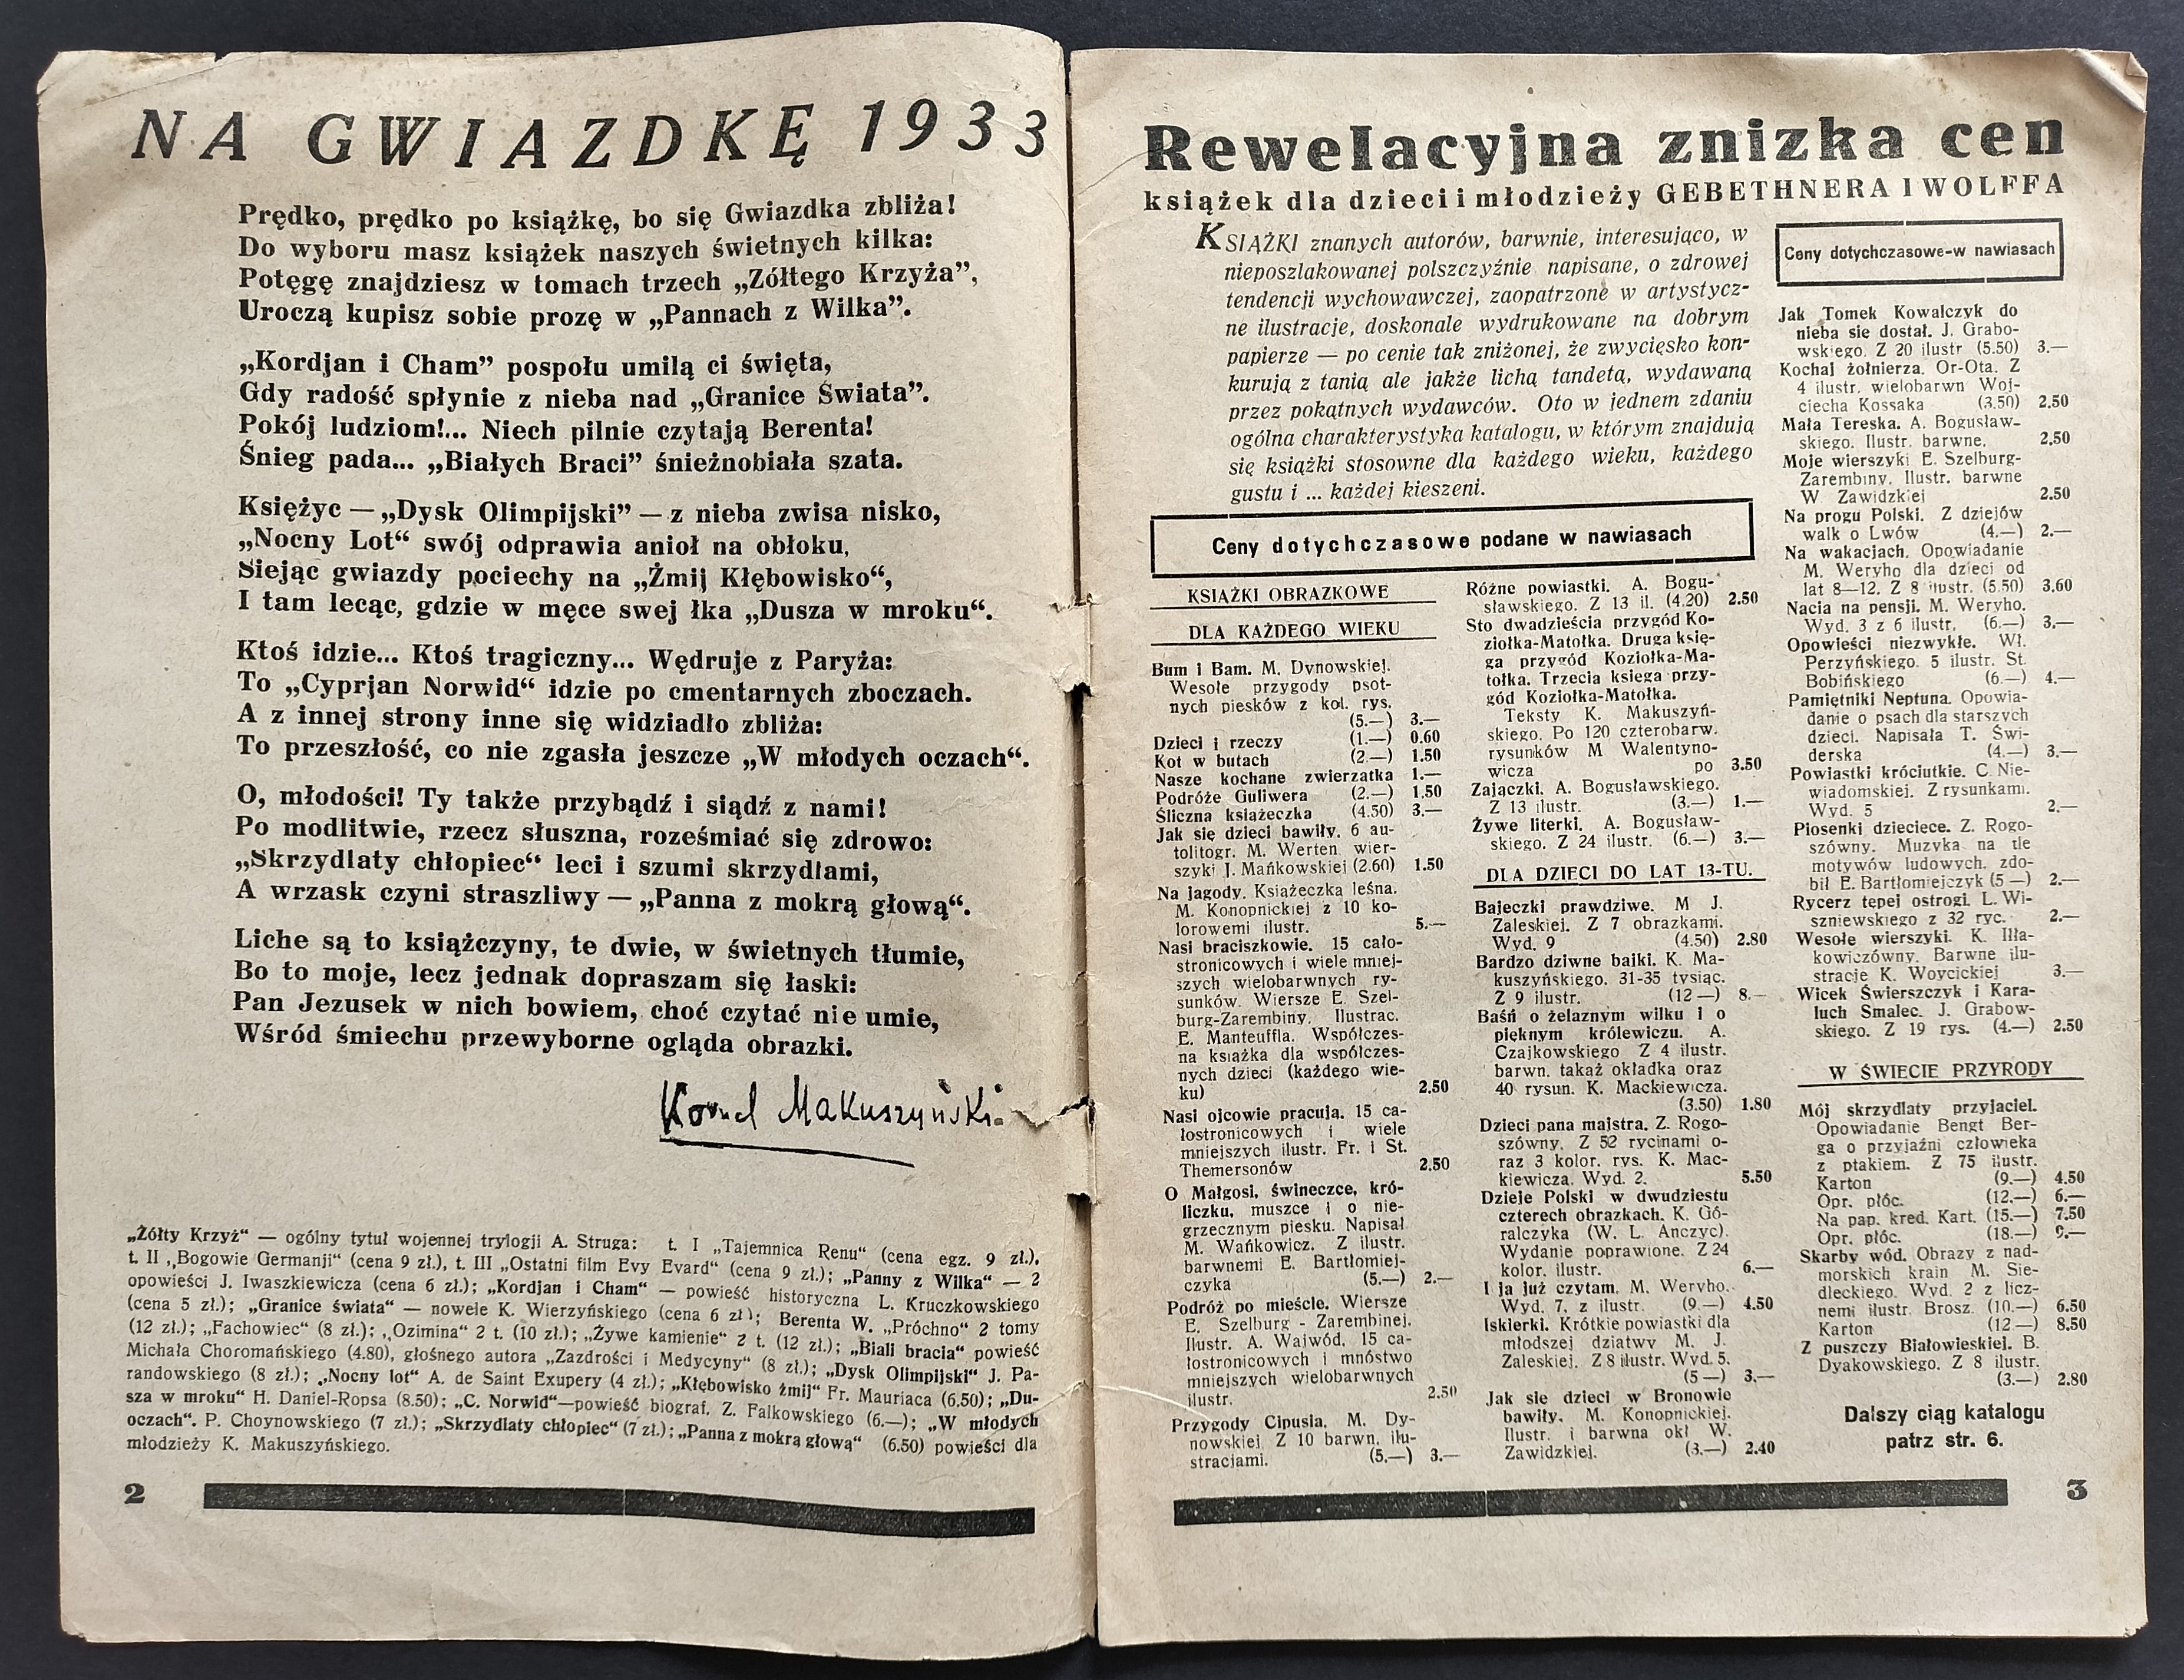 NA GWIAZDKĘ 1933
Prędko, prędko po książkę, bo się Gwiazdka zbliża!
Do wyboru masz książek naszych świetnych kilka:
Potęgę znajdziesz w tomach trzech „Zółtego Krzyża”,
Uroczą kupisz sobie prozę w „Pannach z Wilka”.
„Kordjan i Cham” pospołu umilą ci święta,
Gdy radość spłynie z nieba nad „Granice Świata”.
Pokój ludziom!... Niech pilnie czytają Berenta!
Śnieg pada... „Białych Braci” śnieżnobiała szata.
Księżyc — „Dysk Olimpijski” — z nieba zwisa nisko,
„Nocny Lot“ swój odprawia anioł na obłoku,
Siejąc gwiazdy pociechy na „Żmij Kłębowisko“,
I tam lecąc, gdzie w męce swej łka „Dusza w mroku“.
Ktoś idzie... Ktoś tragiczny... Wędruje z Paryża:
To „Cyprjan Norwid“ idzie po cmentarnych zboczach.
A z innej strony inne się widziadło zbliża:
To przeszłość, co nie zgasła jeszcze „W młodych oczach“.
O, młodości! Ty także przybądź i siądź z nami!
Po modlitwie, rzecz słuszna, roześmiać się zdrowo:
„Skrzydlaty chłopiec“ leci i szumi skrzydłami,
A wrzask czyni straszliwy — „Panna z mokrą głową“.
Liche są to książczyny, te dwie, w świetnych tłumie,
Bo to moje, lecz jednak dopraszam się łaski:
Pan Jezusek w nich bowiem, choć czytać nie umie,
Wśród śmiechu przewyborne ogląda obrazki.
Kornel Makuszyński
„Żółty Krzyż“ — ogólny tytuł wojennej trylogji A. Struga: t. I „Tajemnica Renu“ (cena egz. 9 zł.),
t. II „Bogowie Germanji“ (cena 9 zł.), t. III „Ostatni film Evy Evard“ (cena 9 zł.); „Panny z Wilka“ — 2
opowieści J. Iwaszkiewicza (cena 6 zł.); „Kordjan i Cham“ — powieść historyczna L. Kruczkowskiego
(cena 5 zł.); „Granice świata“ — nowele K. Wierzyńskiego (cena 6 zł); Berenta W. „Próchno“ 2 tomy
(12 zł.); „Fachowiec“ (8 zł.); „Ozimina“ 2 t. (10 zł.); „Żywe kamienie“ 2 t. (12 zł.); „Biali bracia“ powieść
Michała Choromańskiego (4.80), głośnego autora „Zazdrości i Medycyny“ (8 zł.); „Dysk Olimpijski“ J. Pa-
randowskiego (8 zł.); „Nocny lot“ A. de Saint Exupery (4 zł.); „Kłębowisko żmij“ Fr. Mauriaca (6.50); „Du-
sza w mroku“ H. Daniel-Ropsa (8.50); „C. Norwid“—powieść biograf. Z. Falkowskiego (6.—); „W młodych
oczach“. P. Choynowskiego (7 zł.); „Skrzydlaty chłopiec“ (7 zł.); „Panna z mokrą głową“ (6.50) powieści dla
młodzieży K. Makuszyńskiego.
2
Rewelacyjna znizka cen
książek dla dzieci i młodzieży GEBETHNERA I WOLFFA
KSIĄŻKI znanych autorów, barwnie, interesująco, w
nieposzlakowanej polszczyźnie napisane, o zdrowej
tendencji wychowawczej, zaopatrzone w artystycz-
ne ilustracje, doskonale wydrukowane na dobrym
papierze — po cenie tak zniżonej, że zwycięsko kon-
kurują z tanią ale jakże lichą tandetą, wydawaną
przez pokątnych wydawców. Oto w jednem zdaniu
ogólna charakterystyka katalogu, w którym znajdują
się książki stosowne dla każdego wieku, każdego
gustu i ... każdej kieszeni.
Ceny dotychczasowe podane w nawiasach
KSIAŻKI OBRAZKOWE
DLA KAŻDEGO WIEKU
Bum i Bam. M. Dynowskiej.
Wesołe przygody psot-
nych piesków z kol. rys.
(5.—) 3.—
Dzieci i rzeczy (1.—) 0.60
Kot w butach (2.—) 1.50
Nasze kochane zwierzatka 1.—
Podróże Guliwera (2.—) 1.50
Śliczna książeczka (4.50) 3.—
Jak się dzieci bawiły. 6 au-
tolitogr. M. Werten wier-
szyki J. Mańkowskiej (2.60) 1.50
Na jagody. Książeczka leśna.
M. Konopnickiej z 10 ko-
lorowemi ilustr. 5.—
Nasi braciszkowie. 15 cało-
stronicowych i wiele mniej-
szych wielobarwnych ry-
sunków. Wiersze E. Szel-
burg-Zarembiny. Ilustrac.
E. Manteuffla. Współczes-
na książka dla współczes-
nych dzieci (każdego wie-
ku) 2.50
Nasi ojcowie pracują. 15 ca-
łostronicowych i wiele
mniejszych ilustr. Fr. i St.
Themersonów 2.50
O Małgosi, świneczce, kró-
liczku, muszce i o nie-
grzecznym piesku. Napisał
M. Wańkowicz. Z ilustr.
barwnemi E. Bartłomiej-
czyka (5.—) 2.—
Podróż po mieście. Wiersze
E. Szelburg - Zarembinej.
Ilustr. A. Wajwód. 15 ca-
łostronicowych i mnóstwo
mniejszych wielobarwnych
ilustr. 2.50
Przygody Cipusia. M. Dy-
nowskiej Z 10 barwn. ilu-
stracjami. (5.—) 3.—
Różne powiastki. A. Bogu-
sławskiego. Z 13 il. (4.20) 2.50
Sto dwadzieścia przygód Ko-
ziołka-Matołka. Druga księ-
ga przygód Koziołka-Ma-
tołka. Trzecia księga przy-
gód Koziołka-Matołka.
Teksty K. Makuszyń-
skiego. Po 120 czterobarw.
rysunków M Walentyno-
wicza po 3.50
Zajączki. A. Bogusławskiego.
Z 13 ilustr. (3.—) 1.—
Żywe literki. A. Bogusław-
skiego. Z 24 ilustr. (6.—) 3.—
DLA DZIECI DO LAT 13-TU.
Bajeczki prawdziwe. M J.
Zaleskiej. Z 7 obrazkami.
Wyd. 9 (4.50) 2.80
Bardzo dziwne bajki. K. Ma-
kuszyńskiego. 31-35 tysiąc.
Z 9 ilustr. (12 —) 8.—
Baśń o żelaznym wilku i o
pięknym królewiczu. A.
Czajkowskiego Z 4 ilustr.
barwn. takaż okładka oraz
40 rysun. K. Mackiewicza.
(3.50) 1.80
Dzieci pana majstra. Z. Rogo-
szówny. Z 52 rycinami o-
raz 3 kolor. rys. K. Mac-
kiewicza. Wyd. 2. 5.50
Dzieje Polski w dwudziestu
czterech obrazkach. K. Gó-
ralczyka (W. L. Anczyc).
Wydanie poprawione. Z 24
kolor. ilustr. 6.—
I ja już czytam. M. Weryho.
Wyd. 7, z ilustr. (9.—) 4.50
Iskierki. Krótkie powiastki dla
młodszej dziatwy M. J.
Zaleskiej. Z 8 ilustr. Wyd. 5.
(5 —) 3.—
Jak sie dzieci w Bronowie
bawiły. M. Konopnickiej.
Ilustr. i barwna okł W.
Zawidzkiej. (3.—) 2.40
Ceny dotychczasowe-w nawiasach
Jak Tomek Kowalczyk do
nieba się dostał. J. Grabo-
wskiego. Z 20 ilustr (5.50) 3.—
Kochaj żołnierza. Or-Ota. Z
4 ilustr. wielobarwn Woj-
ciecha Kossaka (3.50) 2.50
Mała Tereska. A. Bogusław-
skiego. Ilustr. barwne. 2.50
Moje wierszyki E. Szelburg-
Zarembiny. Ilustr. barwne
W Zawidzkiej 2.50
Na progu Polski. Z dziejów
walk o Lwów (4.—) 2.—
Na wakacjach. Opowiadanie
M. Weryho dla dzieci od
lat 8—12. Z 8 ilustr. (5.50) 3.60
Nacia na pensji. M. Weryho.
Wyd. 3 z 6 ilustr. (6.—) 3.—
Opowieści niezwykłe. Wł.
Perzyńskiego. 5 ilustr. St.
Bobińskiego (6.—) 4.—
Pamiętniki Neptuna. Opowia-
danie o psach dla starszych
dzieci. Napisała T. Świ-
derska (4.—) 3.—
Powiastki króciutkie. C. Nie-
wiadomskiej. Z rysunkami.
Wyd. 5 2.—
Piosenki dzieciece. Z. Rogo-
szówny. Muzyka na tle
motywów ludowych. zdo-
bił E. Bartłomiejczyk (5 —) 2.—
Rycerz tępej ostrogi. L. Wi-
szniewskiego z 32 ryc. 2.—
Wesołe wierszyki. K. Iłła-
kowiczówny. Barwne ilu-
stracje K. Woycickiej 3.—
Wicek Świerszczyk i Kara-
luch Smalec. J. Grabow-
skiego. Z 19 rys. (4.—) 2.50
W ŚWIECIE PRZYRODY
Mój skrzydlaty przyjaciel.
Opowiadanie Bengt Ber-
ga o przyjaźni człowieka
z ptakiem. Z 75 ilustr.
Karton (9.—) 4.50
Opr. płóc. (12.—) 6.—
Na pap. kred. Kart. (15.—) 7.50
Opr. płóc. (18.—) 9.—
Skarby wód. Obrazy z nad-
morskich krain M. Sie-
dleckiego. Wyd. 2 z licz-
nemi ilustr. Brosz. (10.—) 6.50
Karton (12 —) 8.50
Z puszczy Białowieskiej. B.
Dyakowskiego. Z 8 ilustr.
(3.—) 2.80
Dalszy ciąg katalogu
patrz str. 6.
3